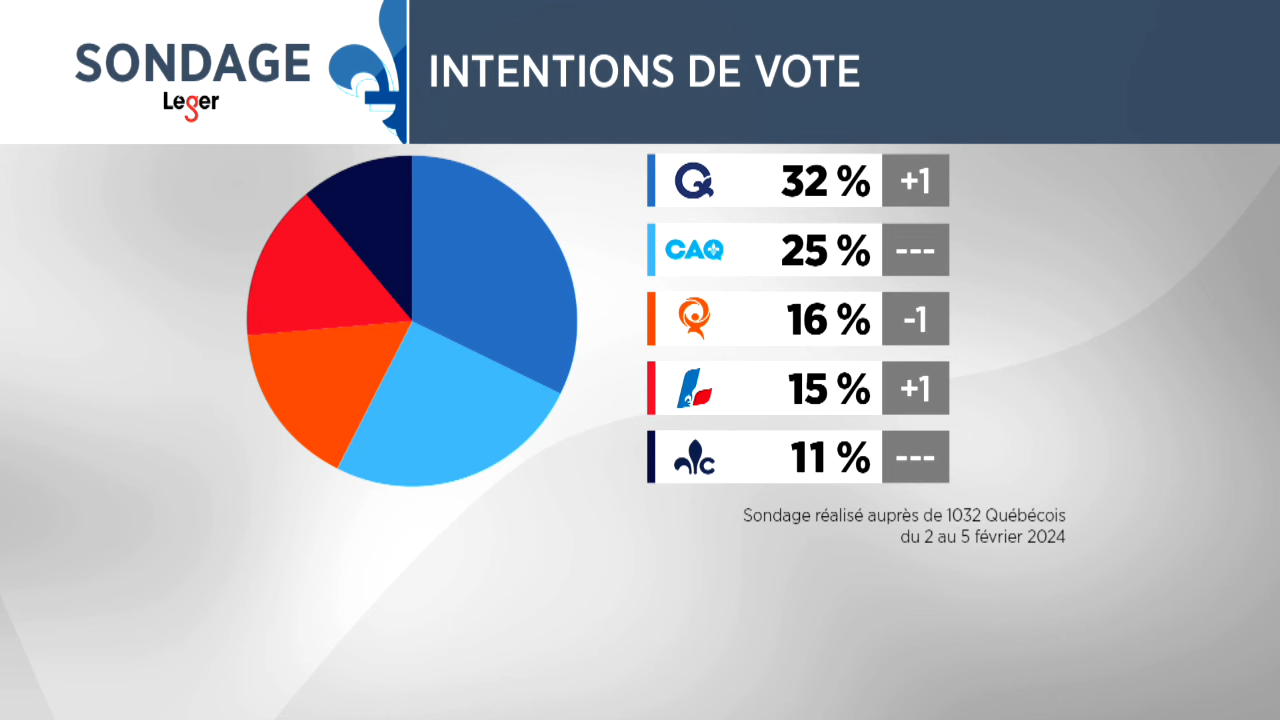 SONDAGE
Leger
INTENTIONS DE VOTE
32 % +1
CAQ 25 % ---
16 % -1
15 % +1
C 11 % ---
Sondage réalisé auprès de 1032 Québécois
du 2 au 5 février 2024